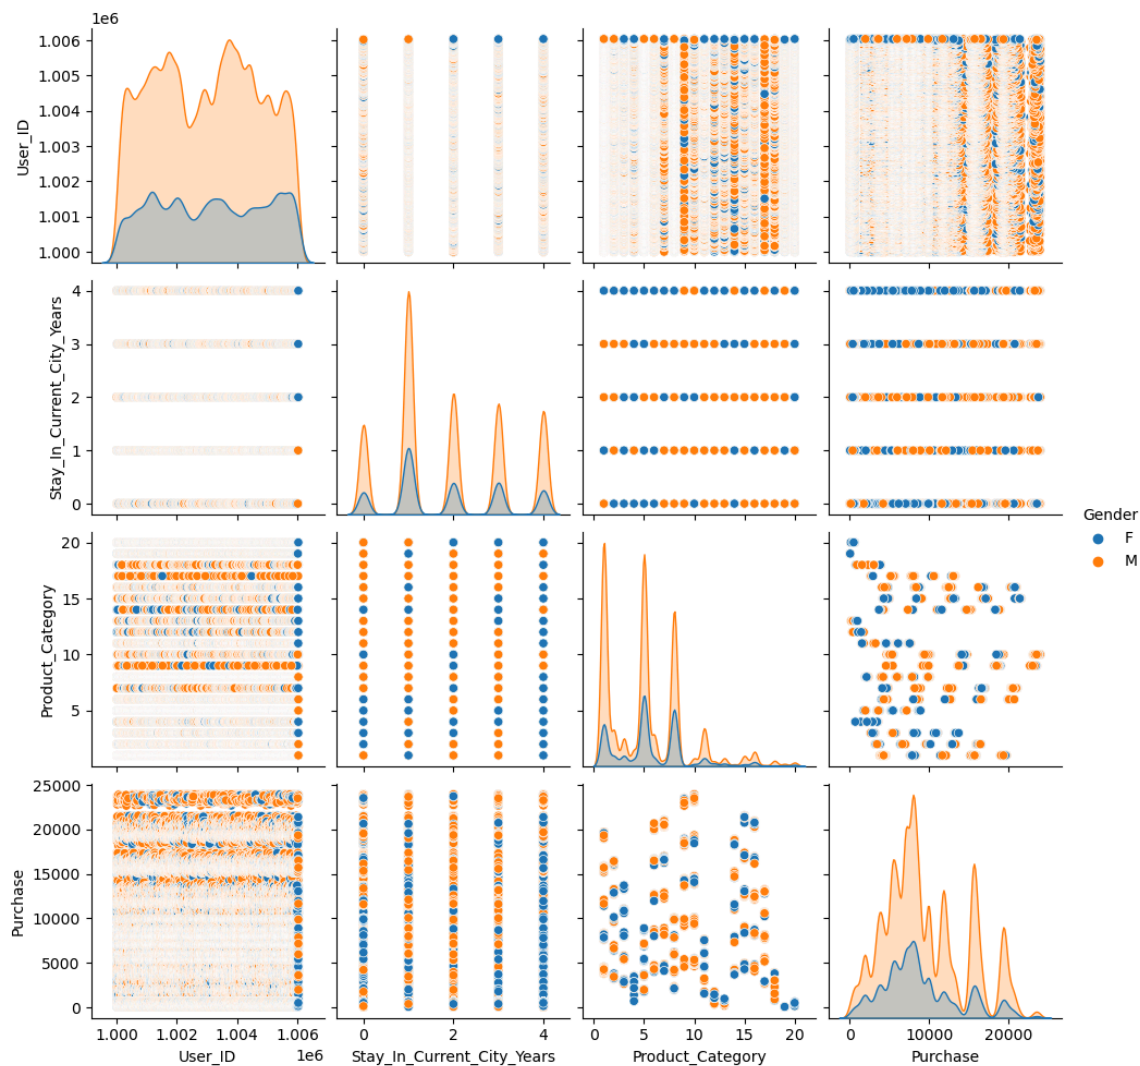 1e6
1.006
1.005
1.004
1.003
1.002
1.001
1.000
User_ID
4
3
2
1
0
Stay_In_Current_City_Years
Gender
F
M
20
15
10
5
Product_Category
25000
20000
15000
10000
5000
0
Purchase
1.000 1.002 1.004 1.006
1e6
User_ID
0 2 4
Stay_In_Current_City_Years
0 5 10 15 20
Product_Category
0 10000 20000
Purchase